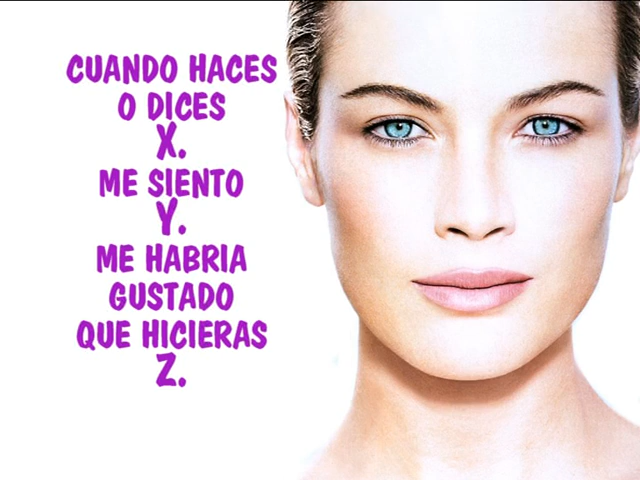 CUANDO HACES
O DICES
X.
ME SIENTO
Y.
ME HABRIA
GUSTADO
QUE HICIERAS
Z.